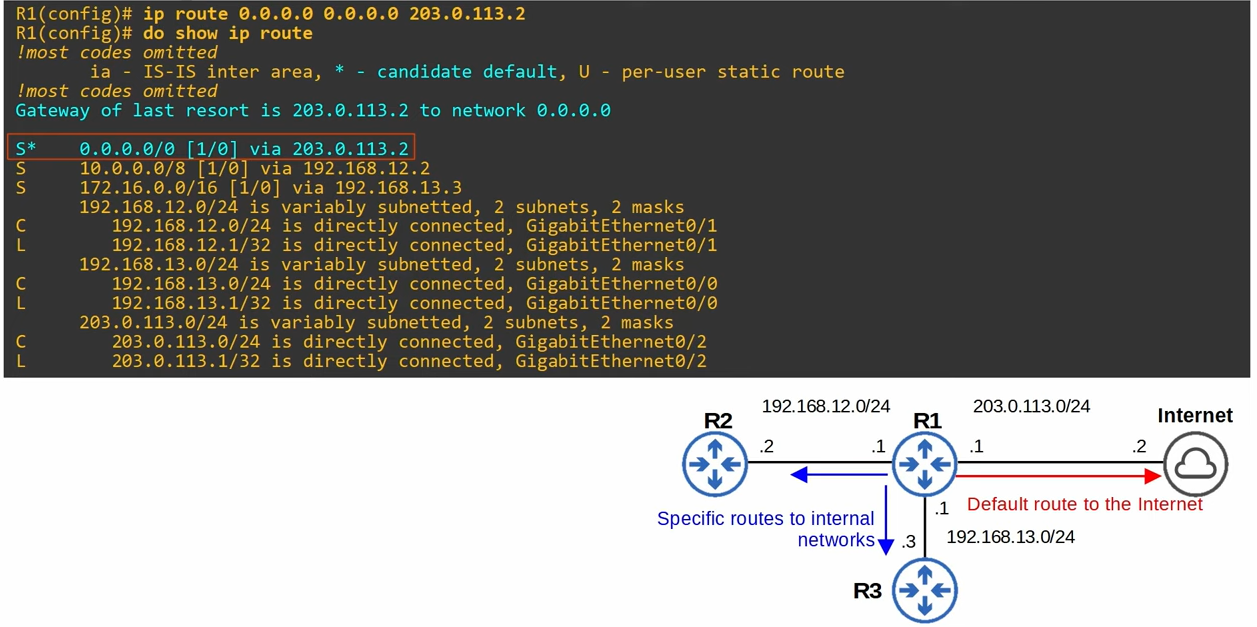 R1(config)# ip route 0.0.0.0 0.0.0.0 203.0.113.2
R1(config)# do show ip route
!most codes omitted
ia - IS-IS inter area, * - candidate default, U - per-user static route
!most codes omitted
Gateway of last resort is 203.0.113.2 to network 0.0.0.0
S* 0.0.0.0/0 [1/0] via 203.0.113.2
S 10.0.0.0/8 [1/0] via 192.168.12.2
S 172.16.0.0/16 [1/0] via 192.168.13.3
192.168.12.0/24 is variably subnetted, 2 subnets, 2 masks
C 192.168.12.0/24 is directly connected, GigabitEthernet0/1
L 192.168.12.1/32 is directly connected, GigabitEthernet0/1
192.168.13.0/24 is variably subnetted, 2 subnets, 2 masks
C 192.168.13.0/24 is directly connected, GigabitEthernet0/0
L 192.168.13.1/32 is directly connected, GigabitEthernet0/0
203.0.113.0/24 is variably subnetted, 2 subnets, 2 masks
C 203.0.113.0/24 is directly connected, GigabitEthernet0/2
L 203.0.113.1/32 is directly connected, GigabitEthernet0/2
192.168.12.0/24
203.0.113.0/24
R2
R1
Internet
.2
.1
.1
.2
Default route to the Internet
Specific routes to internal
networks
.1
192.168.13.0/24
.3
R3